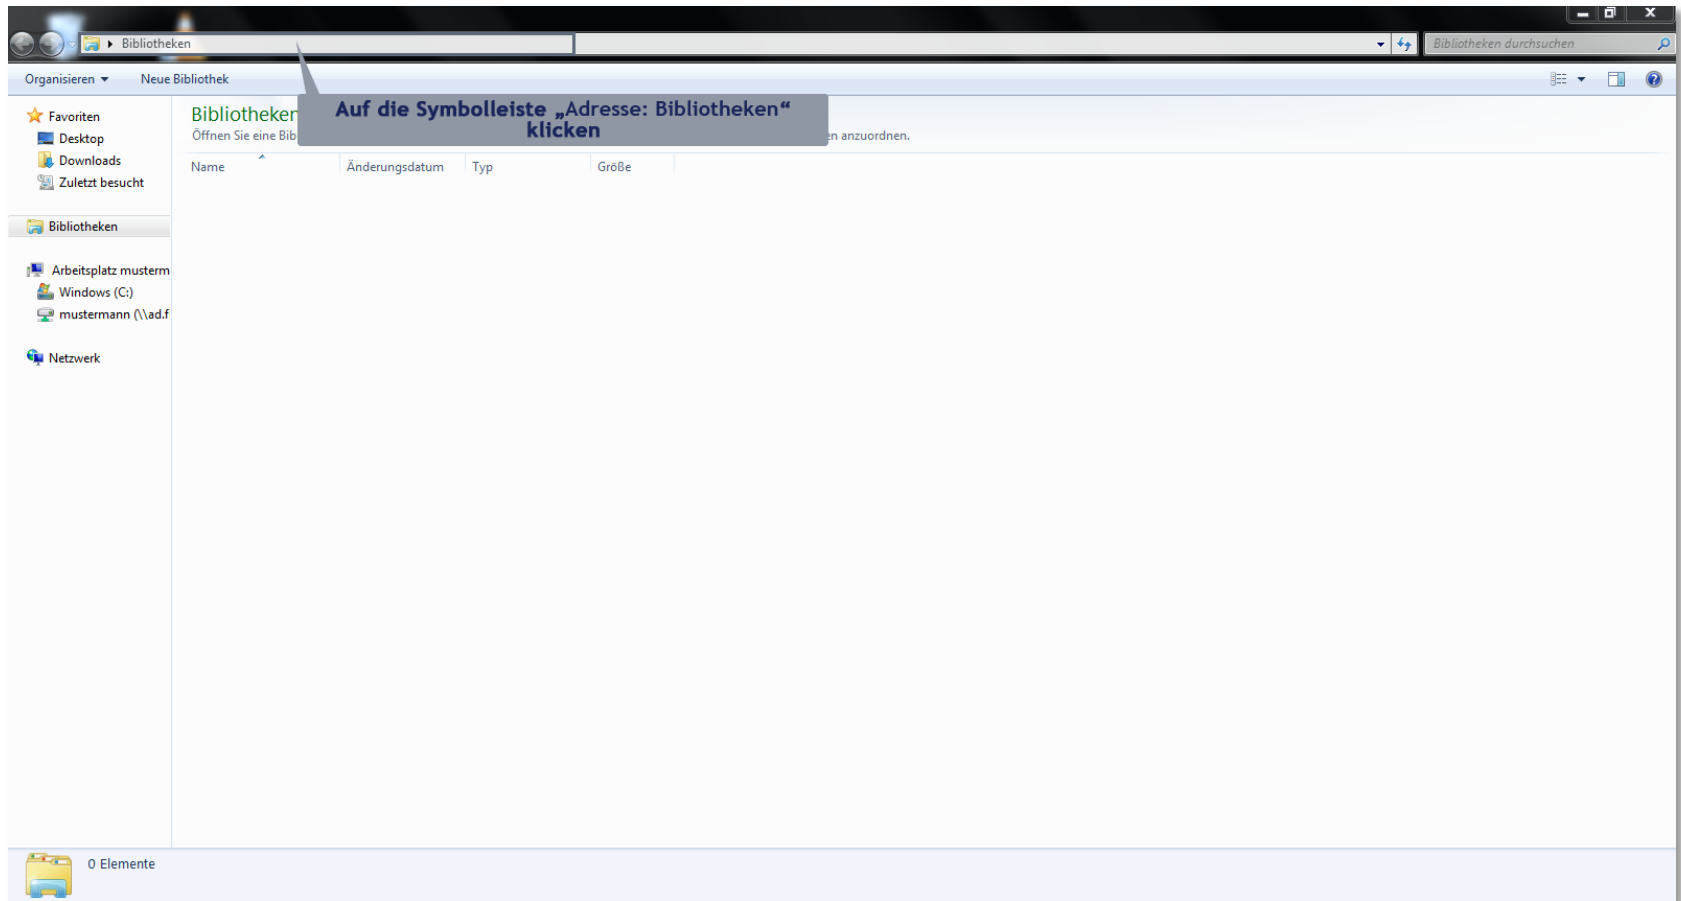 Bibliotheken
Bibliotheken durchsuchen
Organisieren
Neue Bibliothek
Auf die Symbolleiste „Adresse: Bibliotheken“
klicken
Favoriten
Desktop
Downloads
Zuletzt besucht
Bibliotheken
Arbeitsplatz musterm
Windows (C:)
mustermann (\\ad.f
Netzwerk
Bibliotheken
Öffnen Sie eine Bib en anzuordnen.
Name Änderungsdatum Typ Größe
0 Elemente